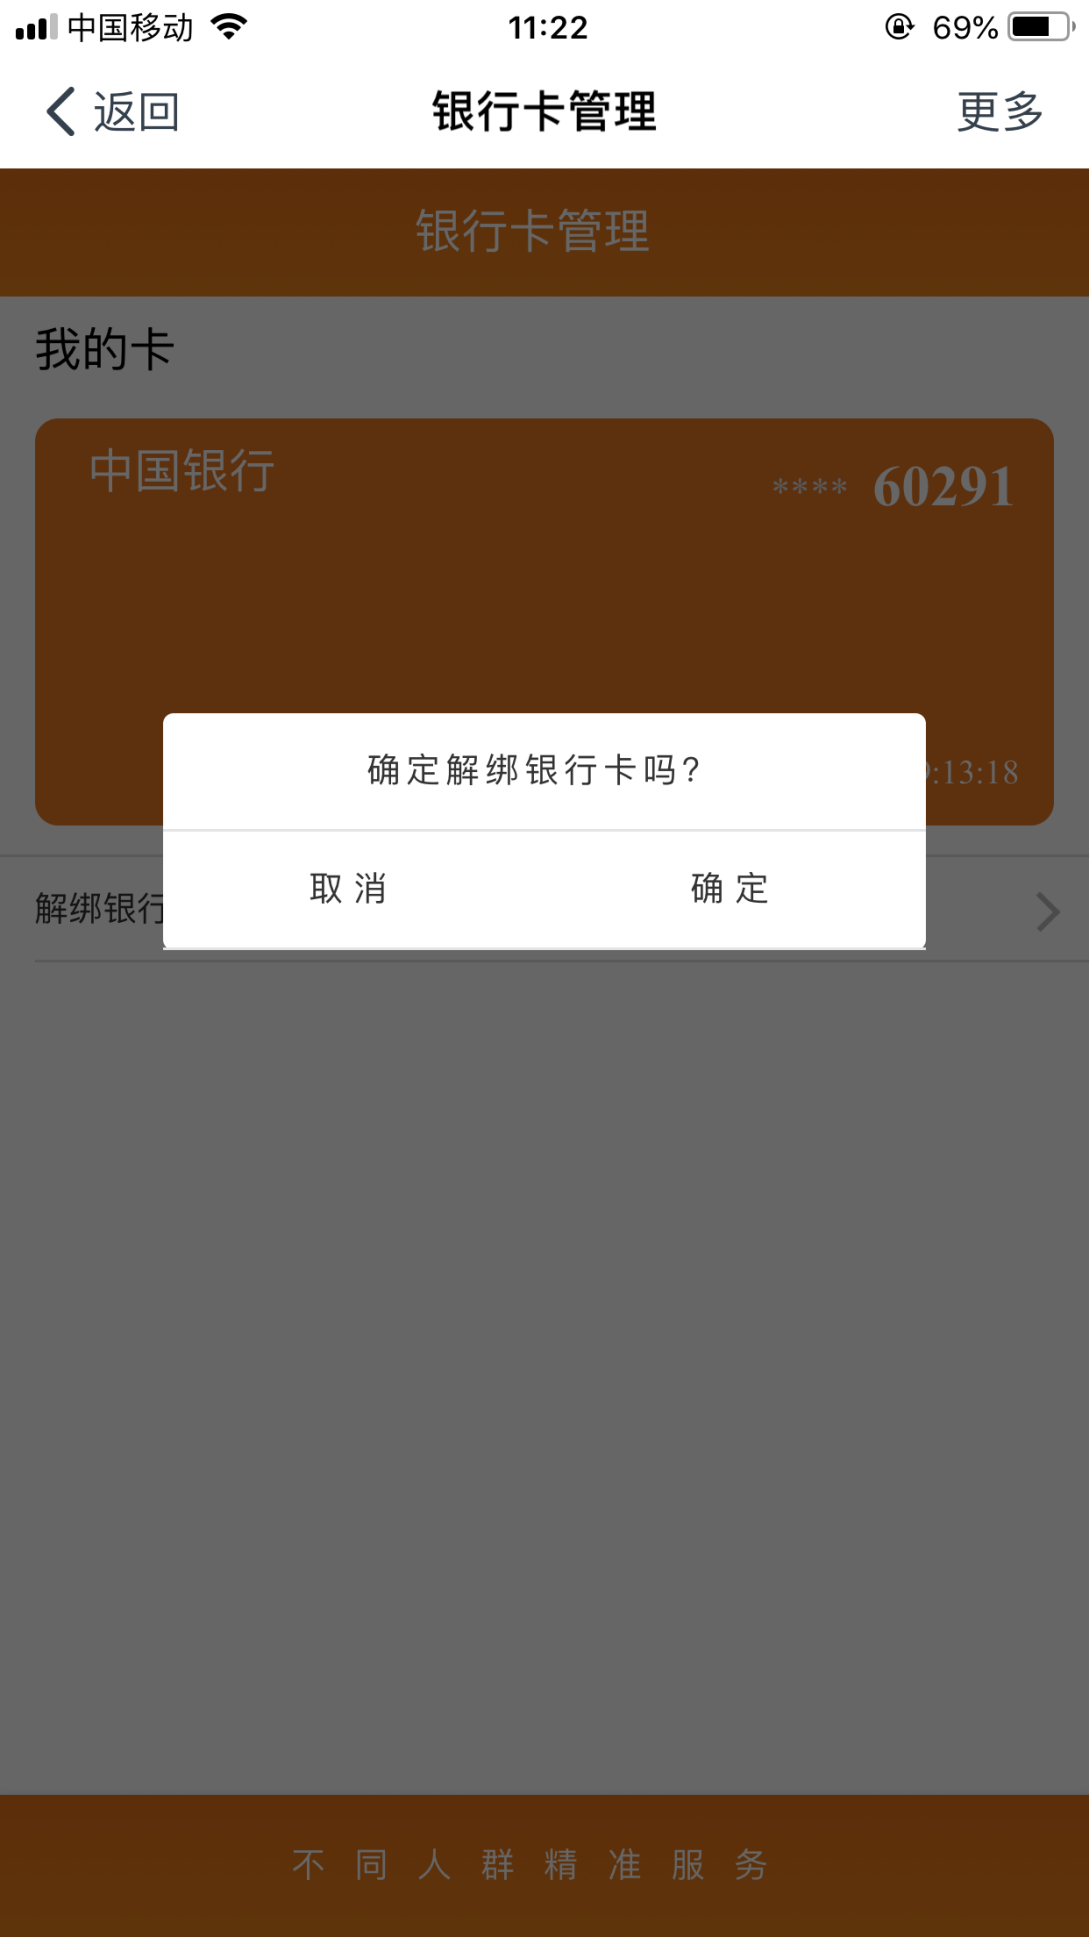 中国移动 11:22 69%
返回 银行卡管理 更多
银行卡管理
我的卡
中国银行 **** 60291
:13:18
确定解绑银行卡吗?
取消 确定
解绑银行
不同人群精准服务